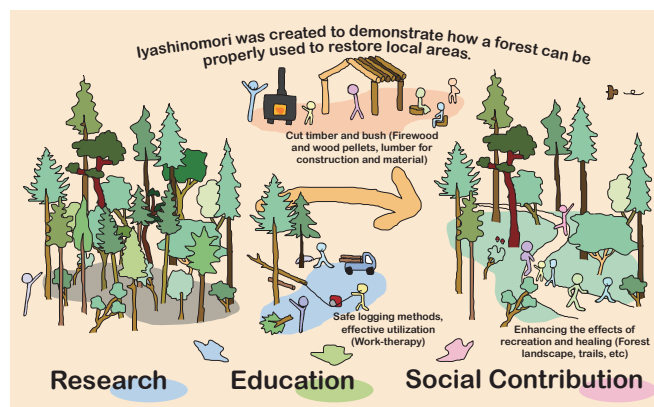 Iyashinomori was created to demonstrate how a forest can be
properly used to restore local areas.
Cut timber and bush (Firewood
and wood pellets, lumber for
construction and material)
Safe logging methods,
effective utilization
(Work-therapy)
Enhancing the effects of
recreation and healing (Forest
landscape, trails, etc)
Research
Education
Social Contribution